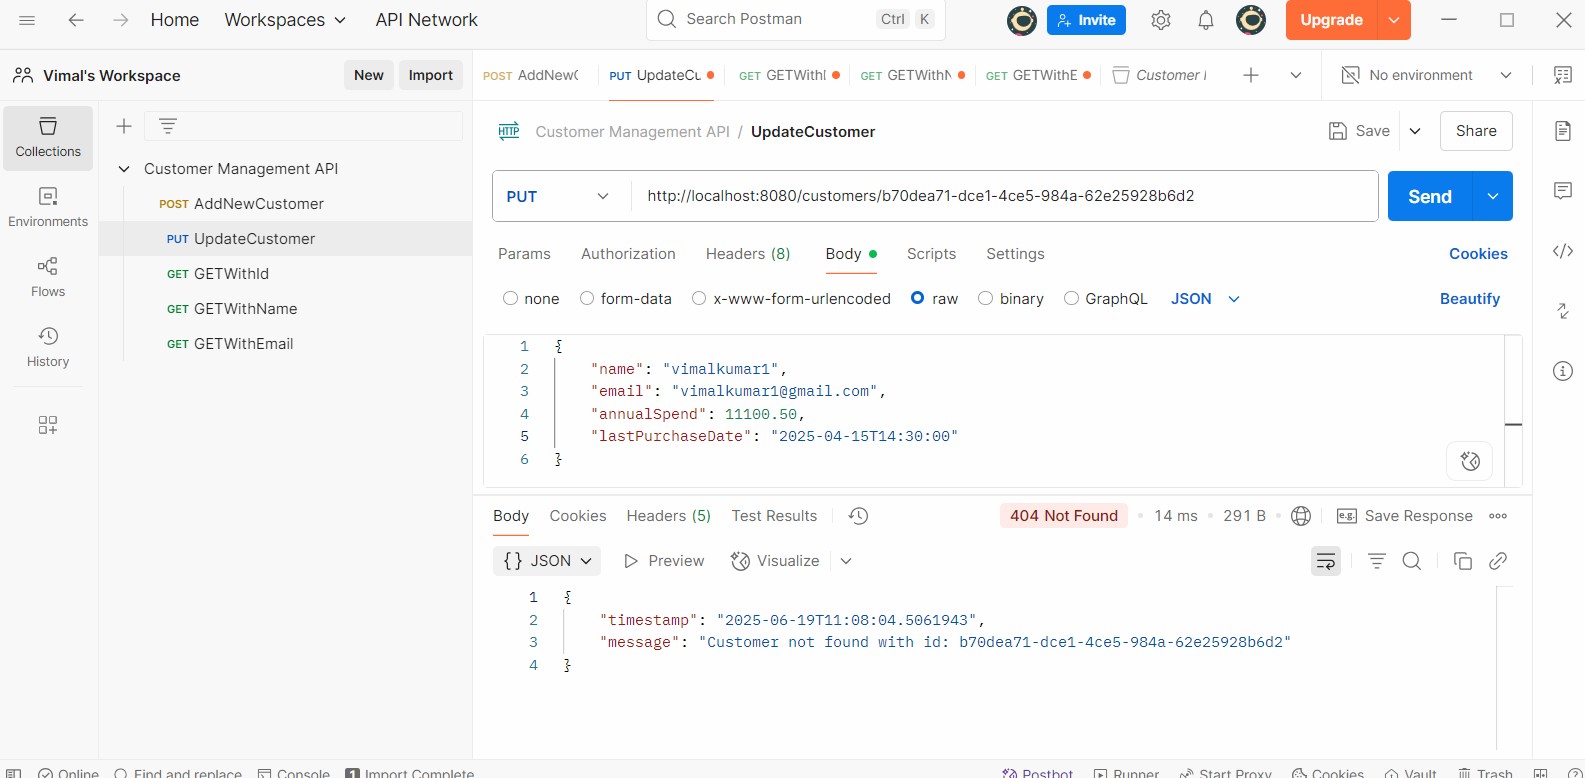 Home Workspaces API Network Search Postman Ctrl K Invite Upgrade
Vimal's Workspace New Import
POST AddNew PUT UpdateCu GET GETWithI GET GETWithN GET GETWithE Customer No environment
Collections
Environments
Flows
History
Customer Management API
POST AddNewCustomer
PUT UpdateCustomer
GET GETWithId
GET GETWithName
GET GETWithEmail
HTTP Customer Management API / UpdateCustomer Save Share
PUT http://localhost:8080/customers/b70dea71-dce1-4ce5-984a-62e25928b6d2 Send
Params Authorization Headers (8) Body Scripts Settings Cookies
none form-data x-www-form-urlencoded raw binary GraphQL JSON Beautify
1 {
2 "name": "vimalkumar1",
3 "email": "vimalkumar1@gmail.com",
4 "annualSpend": 11100.50,
5 "lastPurchaseDate": "2025-04-15T14:30:00"
6 }
Body Cookies Headers (5) Test Results 404 Not Found • 14 ms • 291 B • e.g. Save Response
{} JSON Preview Visualize
1 {
2 "timestamp": "2025-06-19T11:08:04.5061943",
3 "message": "Customer not found with id: b70dea71-dce1-4ce5-984a-62e25928b6d2"
4 }
Online Find and replace Console 1 Import Complete Postbot Runner Start Proxy Cookies Vault Trash